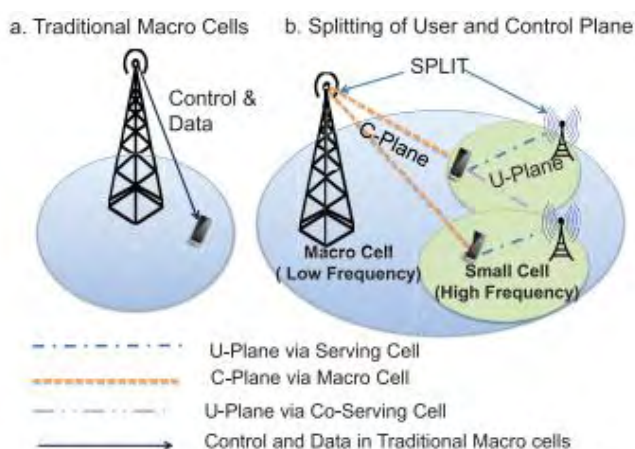 a. Traditional Macro Cells
b. Splitting of User and Control Plane
SPLIT
Control &
Data
C-Plane
U-Plane
Macro Cell
( Low Frequency)
Small Cell
(High Frequency)
U-Plane via Serving Cell
C-Plane via Macro Cell
U-Plane via Co-Serving Cell
Control and Data in Traditional Macro cells